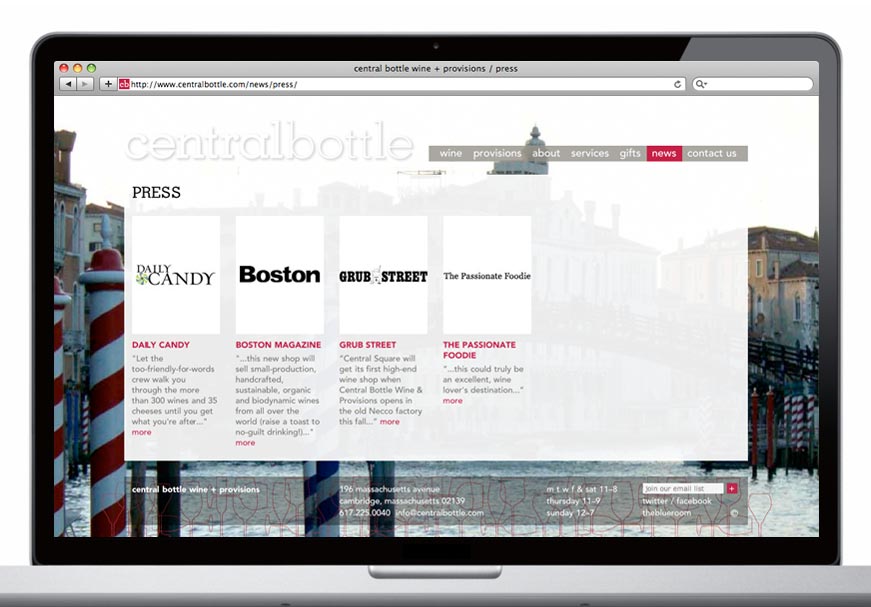 central bottle wine + provisions / press
cb http://www.centralbottle.com/news/press/
Q
centralbottle
wine provisions about services gifts news contact us
PRESS
DAILY CANDY
Boston
GRUB STREET
The Passionate Foodie
DAILY CANDY
"Let the
too-friendly-for-words
crew walk you
through the more
than 300 wines and 35
cheeses until you get
what you're after..."
more
BOSTON MAGAZINE
"...this new shop will
sell small-production,
handcrafted,
sustainable, organic
and biodynamic wines
from all over the
world (raise a toast to
no-guilt drinking!)..."
more
GRUB STREET
"Central Square will
get its first high-end
wine shop when
Central Bottle Wine &
Provisions opens in
the old Necco factory
this fall..." more
THE PASSIONATE
FOODIE
"...this could truly be
an excellent, wine
lover's destination..."
more
central bottle wine + provisions
196 massachusetts avenue
cambridge, massachusetts 02139
617.225.0040 info@centralbottle.com
m t w f & sat 11-8
thursday 11-9
sunday 12-7
join our email list +
twitter / facebook
theblueroom ©